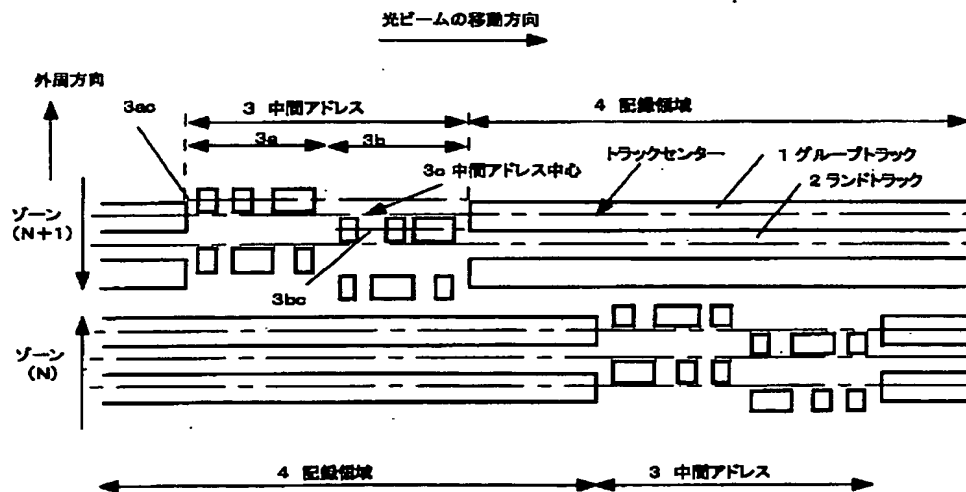 光ビームの移動方向
外周方向
3ac
3 中間アドレス
4 記録領域
3a
3b
3c 中間アドレス中心
トラックセンター
1 グルーブトラック
2 ランドトラック
ゾーン
(N+1)
3bc
ゾーン
(N)
4 記録領域
3 中間アドレス